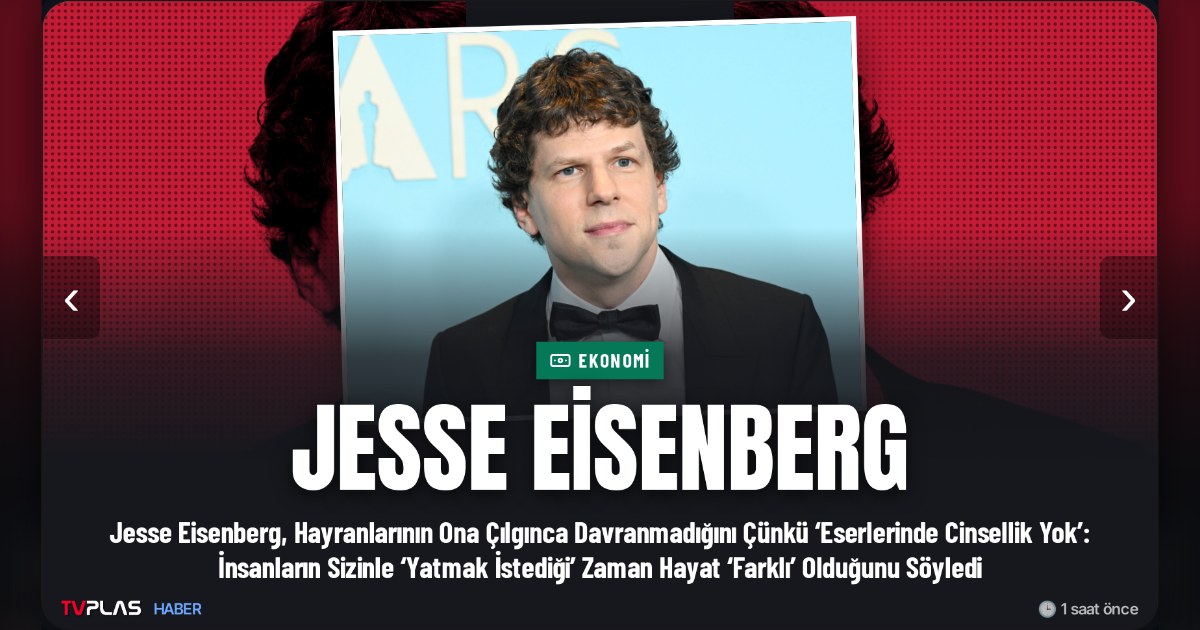 ARS
EKONOMİ
JESSE EİSENBERG
Jesse Eisenberg, Hayranlarının Ona Çılgınca Davranmadığını Çünkü ‘Eserlerinde Cinsellik Yok’:
İnsanların Sizinle ‘Yatmak İstediği’ Zaman Hayat ‘Farklı’ Olduğunu Söyledi
TVPLAS HABER
1 saat önce